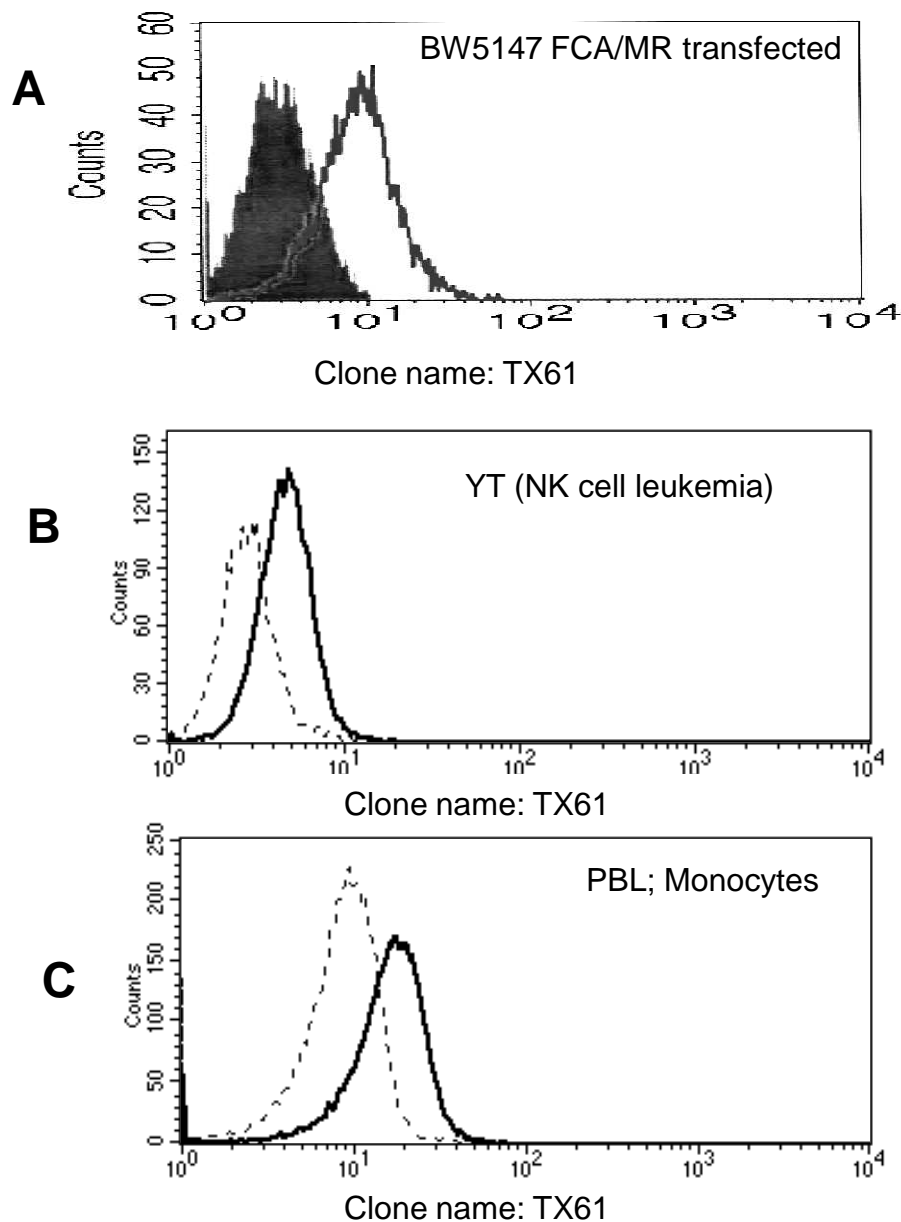 A
BW5147 FCA/MR transfected
Counts
60
50
40
30
20
10
0
10^0 10^1 10^2 10^3 10^4
Clone name: TX61
B
YT (NK cell leukemia)
Counts
150
120
90
60
30
0
10^0 10^1 10^2 10^3 10^4
Clone name: TX61
C
PBL; Monocytes
Counts
250
200
150
100
50
0
10^0 10^1 10^2 10^3 10^4
Clone name: TX61